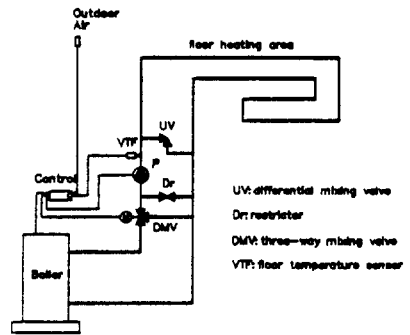 Outdoor
Air
floor heating area
UV
VTF
P
Control
Dr
DMV
Boiler
UV: differential mixing valve
Dr: restrictor
DMV: three-way mixing valve
VTF: floor temperature sensor